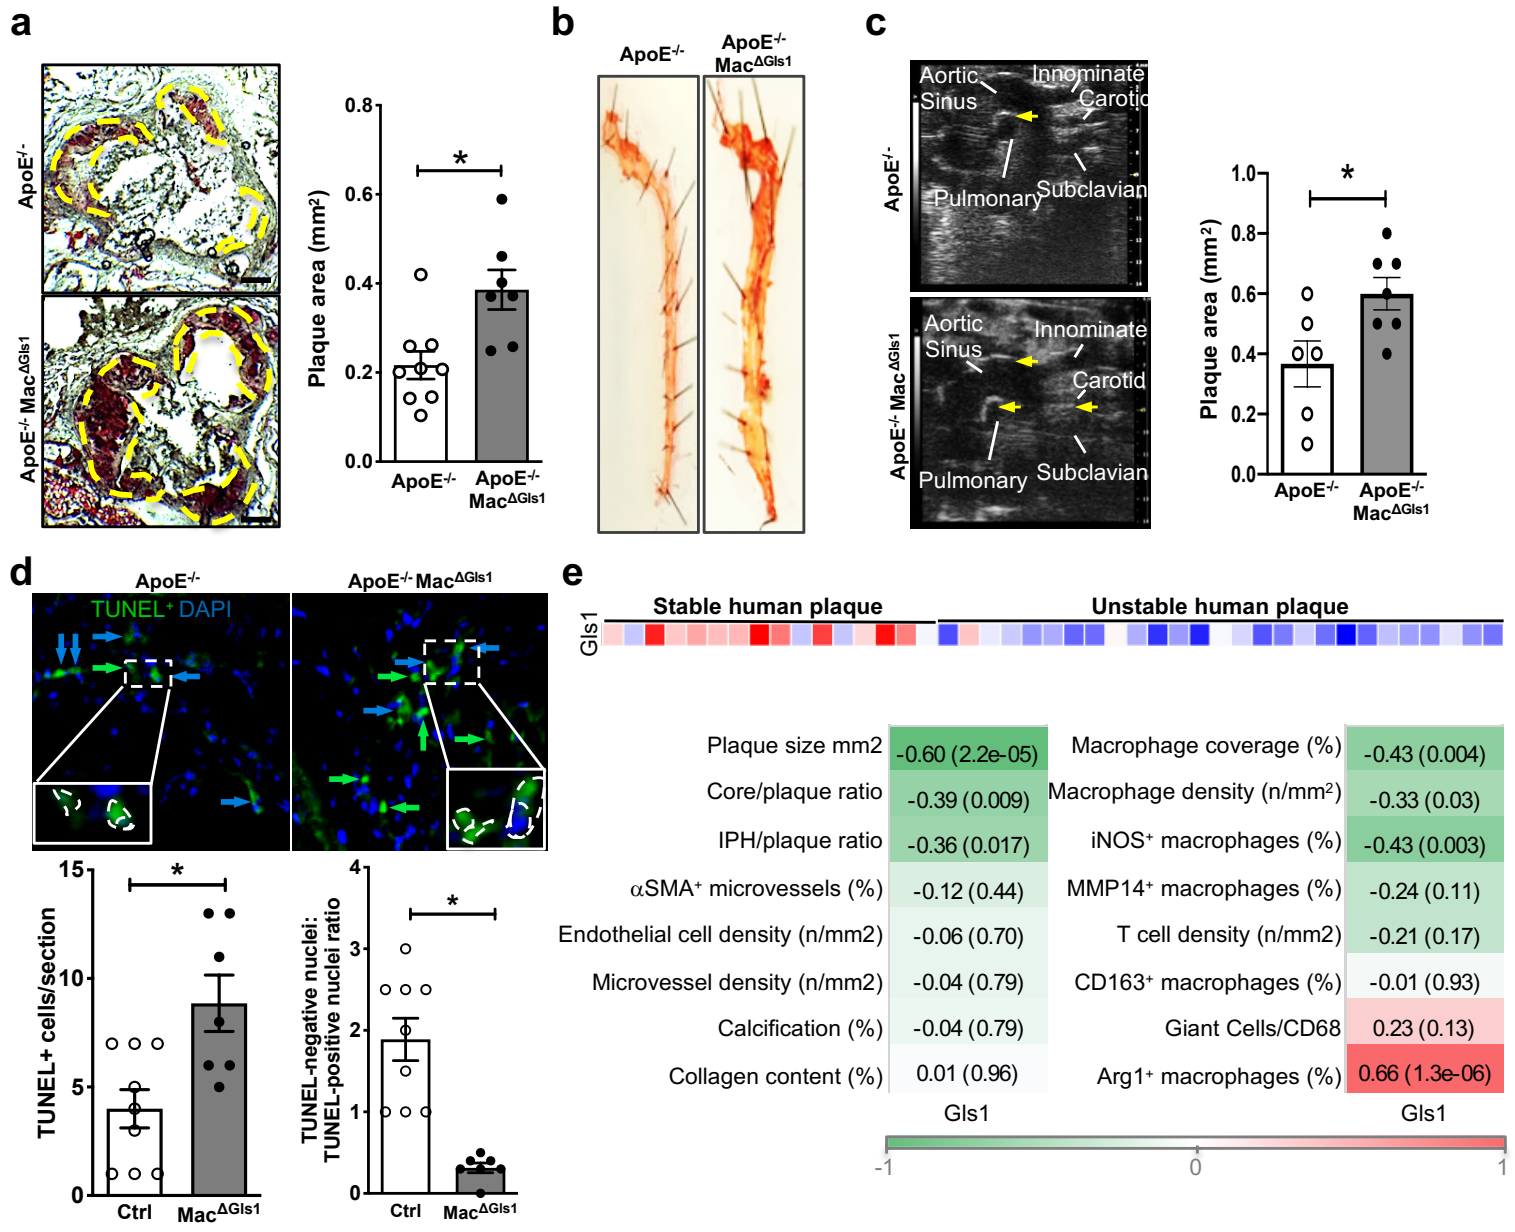 a
ApoE-/-
ApoE-/- MacΔGls1
Plaque area (mm2)
0.8
0.6
0.4
0.2
0.0
*
ApoE-/-
ApoE-/-
MacΔGls1
b
ApoE-/-
ApoE-/-
MacΔGls1
c
ApoE-/-
Aortic
Sinus
Innominate
Carotid
Pulmonary
Subclavian
ApoE-/- MacΔGls1
Aortic
Sinus
Innominate
Carotid
Pulmonary
Subclavian
Plaque area (mm2)
1.0
0.8
0.6
0.4
0.2
0.0
*
ApoE-/-
ApoE-/-
MacΔGls1
d
ApoE-/-
ApoE-/- MacΔGls1
TUNEL+ DAPI
TUNEL+ cells/section
15
10
5
0
*
Ctrl
MacΔGls1
TUNEL-negative nuclei:
TUNEL-positive nuclei ratio
4
3
2
1
0
*
Ctrl
MacΔGls1
e
Stable human plaque
Unstable human plaque
Gls1
Plaque size mm2 -0.60 (2.2e-05)
Core/plaque ratio -0.39 (0.009)
IPH/plaque ratio -0.36 (0.017)
αSMA+ microvessels (%) -0.12 (0.44)
Endothelial cell density (n/mm2) -0.06 (0.70)
Microvessel density (n/mm2) -0.04 (0.79)
Calcification (%) -0.04 (0.79)
Collagen content (%) 0.01 (0.96)
Gls1
Macrophage coverage (%) -0.43 (0.004)
Macrophage density (n/mm2) -0.33 (0.03)
iNOS+ macrophages (%) -0.43 (0.003)
MMP14+ macrophages (%) -0.24 (0.11)
T cell density (n/mm2) -0.21 (0.17)
CD163+ macrophages (%) -0.01 (0.93)
Giant Cells/CD68 0.23 (0.13)
Arg1+ macrophages (%) 0.66 (1.3e-06)
Gls1
-1
0
1